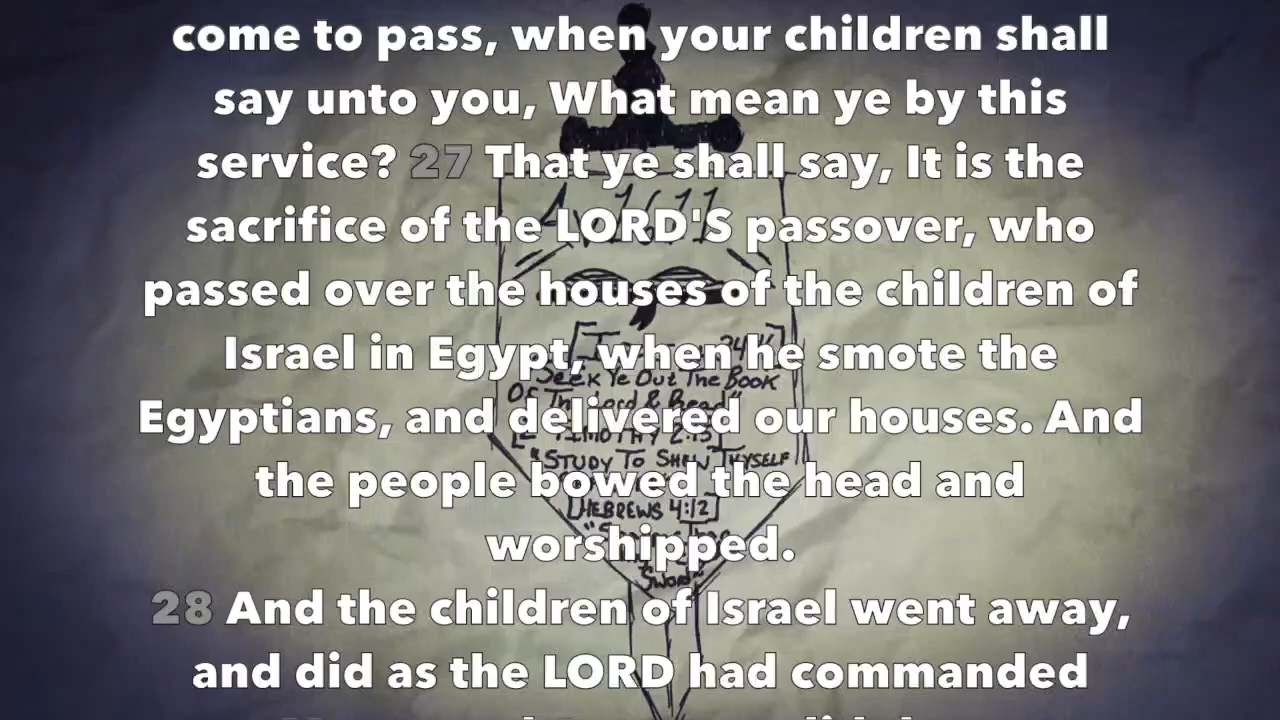 come to pass, when your children shall
say unto you, What mean ye by this
service? 27 That ye shall say, It is the
sacrifice of the LORD'S passover, who
passed over the houses of the children of
Israel in Egypt, when he smote the
Egyptians, and delivered our houses. And
the people bowed the head and
worshipped.
28 And the children of Israel went away,
and did as the LORD had commanded
1611
Seek Ye Out The Book
Of The Lord & Read"
TIMOTHY 2:15
"STUDY TO SHEW THYSELF
[HEBREWS 4:12]
Sword"